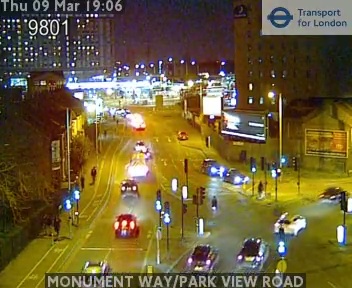 Thu 09 Mar 19:06
9801
Transport
for London
MONUMENT WAY/PARK VIEW ROAD